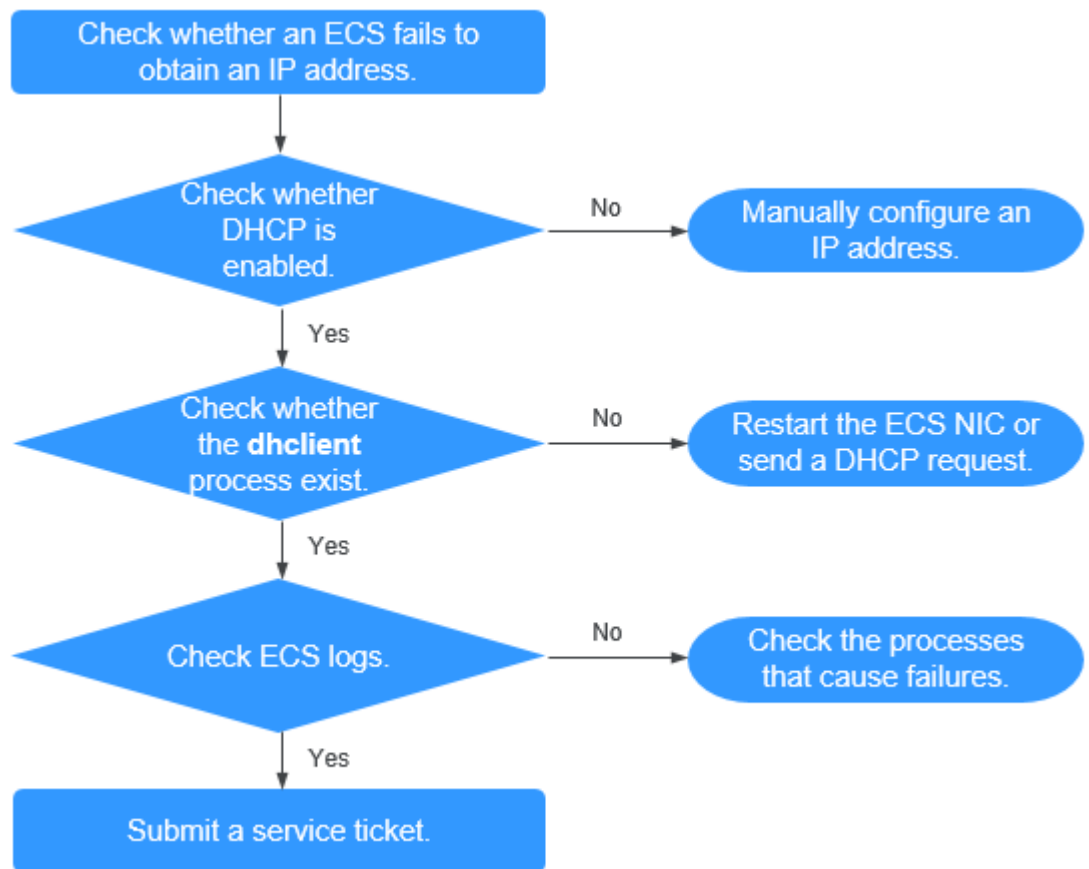 Check whether an ECS fails to
obtain an IP address.
Check whether
DHCP is
enabled.
No
Manually configure an
IP address.
Yes
Check whether
the dhclient
process exist.
No
Restart the ECS NIC or
send a DHCP request.
Yes
Check ECS logs.
No
Check the processes
that cause failures.
Yes
Submit a service ticket.